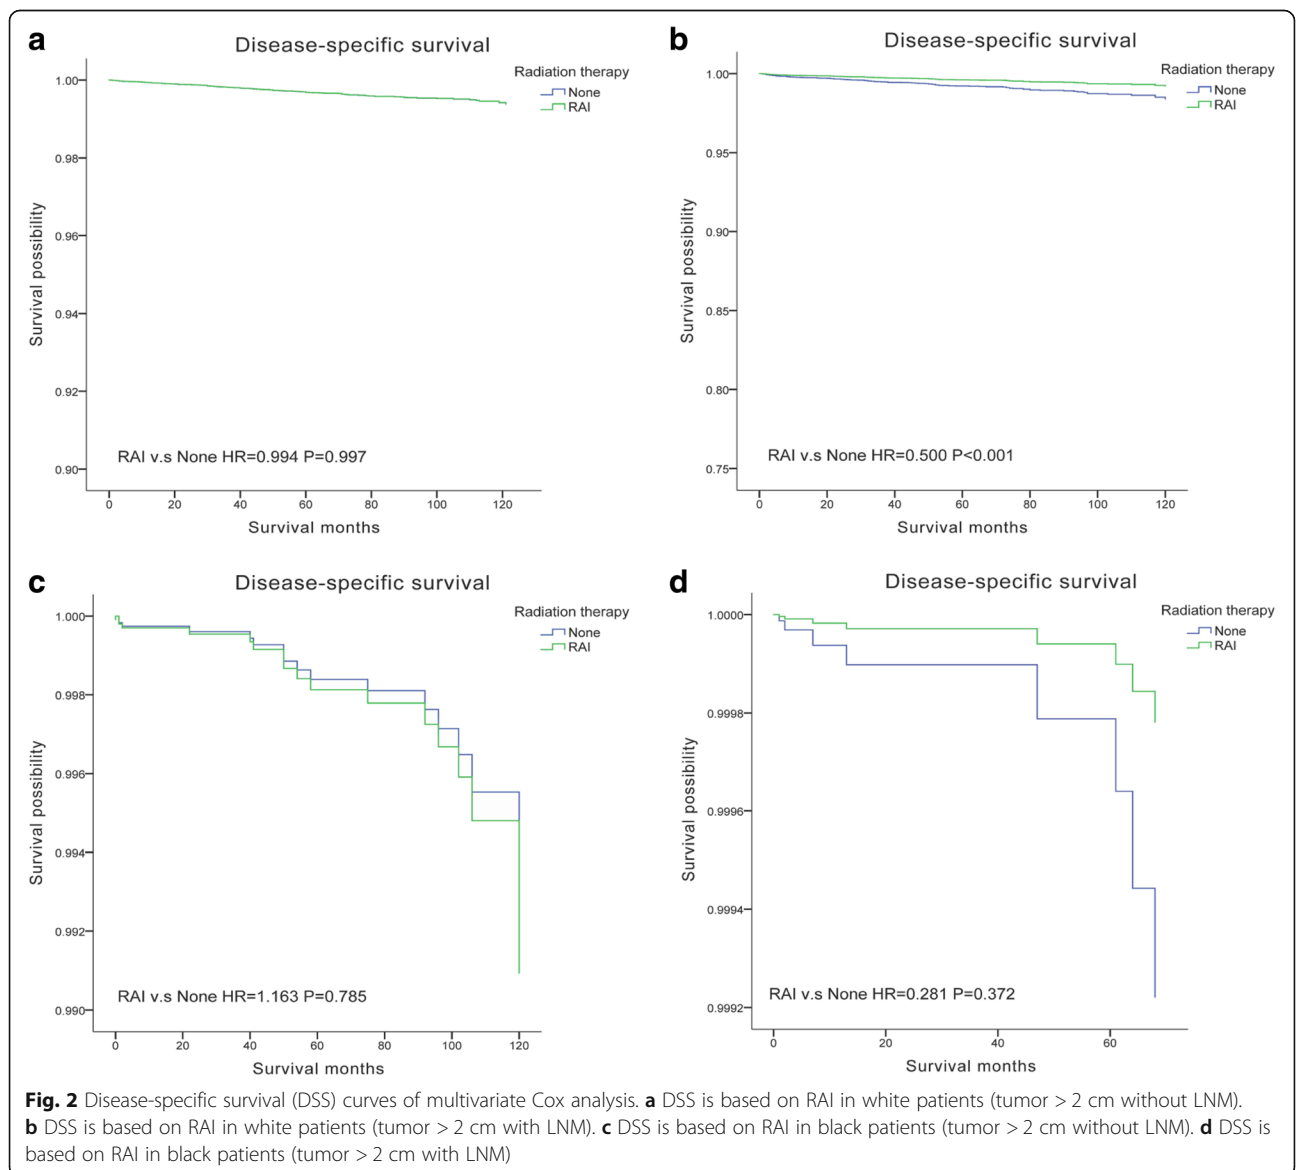 a
Disease-specific survival
Radiation therapy
None
RAI
1.00
0.98
0.96
0.94
0.92
0.90
Survival possibility
RAI v.s None HR=0.994 P=0.997
0 20 40 60 80 100 120
Survival months
b
Disease-specific survival
Radiation therapy
None
RAI
1.00
0.95
0.90
0.85
0.80
0.75
Survival possibility
RAI v.s None HR=0.500 P<0.001
0 20 40 60 80 100 120
Survival months
c
Disease-specific survival
Radiation therapy
None
RAI
1.000
0.998
0.996
0.994
0.992
0.990
Survival possibility
RAI v.s None HR=1.163 P=0.785
0 20 40 60 80 100 120
Survival months
d
Disease-specific survival
Radiation therapy
None
RAI
1.0000
0.9998
0.9996
0.9994
0.9992
Survival possibility
RAI v.s None HR=0.281 P=0.372
0 20 40 60
Survival months
Fig. 2 Disease-specific survival (DSS) curves of multivariate Cox analysis. a DSS is based on RAI in white patients (tumor > 2 cm without LNM).
b DSS is based on RAI in white patients (tumor > 2 cm with LNM). c DSS is based on RAI in black patients (tumor > 2 cm without LNM). d DSS is
based on RAI in black patients (tumor > 2 cm with LNM)